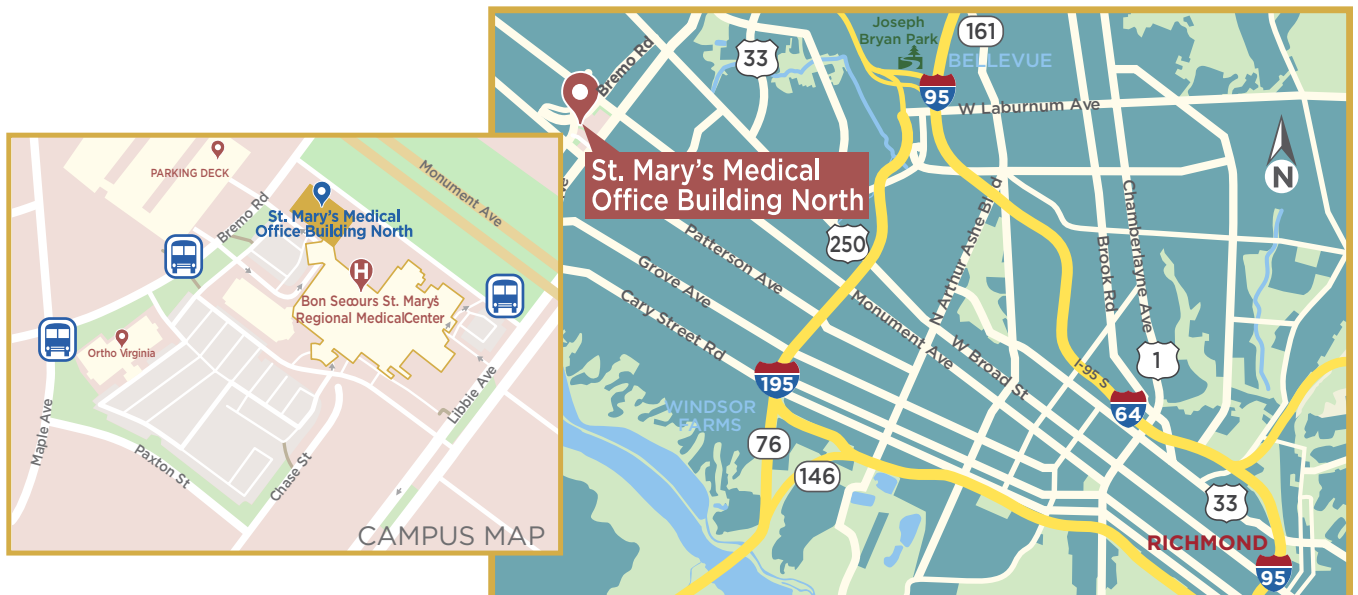 PARKING DECK
Bremo Rd
Monument Ave
St. Mary's Medical
Office Building North
Bon Secours St. Mary's
Regional MedicalCenter
Ortho Virginia
Maple Ave
Paxton St
Chase St
Libbie Ave
CAMPUS MAP
Bremo Rd
33
Joseph
Bryan Park
161
BELLEVUE
95
W Laburnum Ave
N
St. Mary's Medical
Office Building North
250
Patterson Ave
Grove Ave
Cary Street Rd
Monument Ave
W Broad St
N Arthur Ashe Blvd
Brook Rd
Chamberlayne Ave
1
I-95 S
64
195
WINDSOR
FARMS
76
146
33
RICHMOND
95